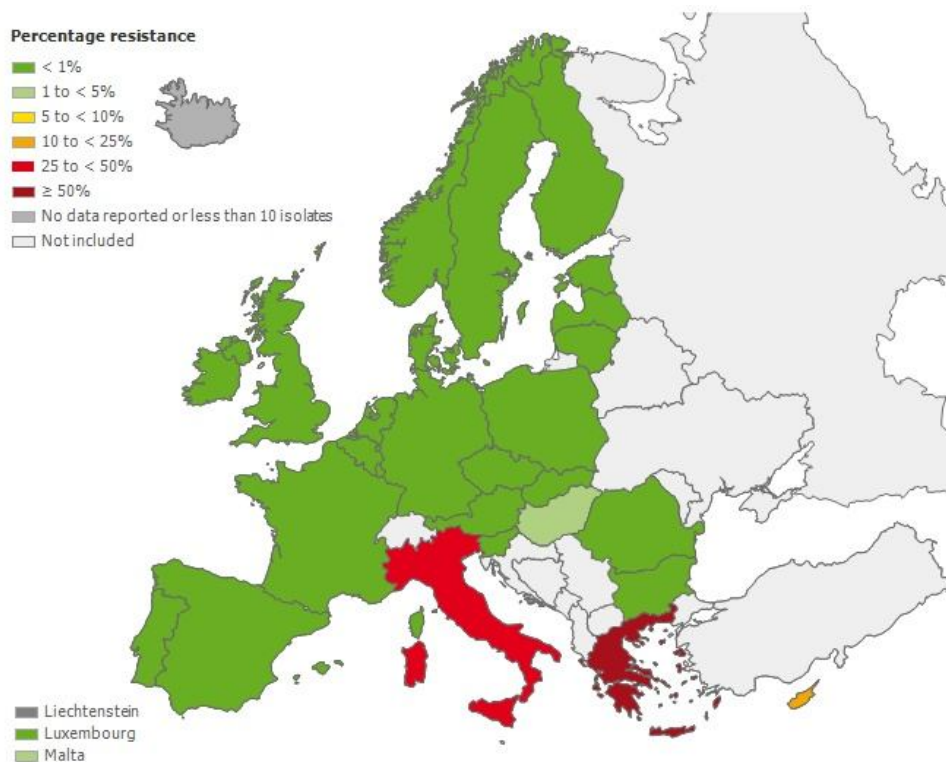 Percentage resistance
< 1%
1 to < 5%
5 to < 10%
10 to < 25%
25 to < 50%
≥ 50%
No data reported or less than 10 isolates
Not included
Liechtenstein
Luxembourg
Malta